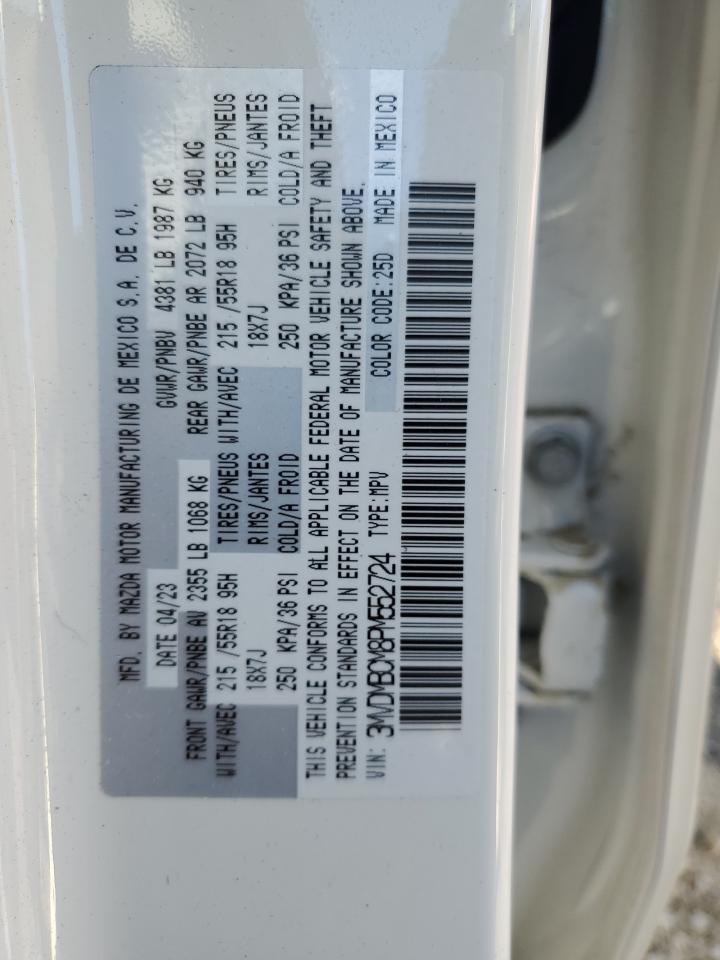 MFD. BY MAZDA MOTOR MANUFACTURING DE MEXICO S.A. DE C.V.
DATE 04/23 GVWR/PNBV 4381 LB 1987 KG
FRONT GAWR/PNBE AV 2355 LB 1068 KG REAR GAWR/PNBE AR 2072 LB 940 KG
WITH/AVEC 215 /55R18 95H TIRES/PNEUS WITH/AVEC 215 /55R18 95H TIRES/PNEUS
18X7J RIMS/JANTES 18X7J RIMS/JANTES
250 KPA/36 PSI COLD/A FROID 250 KPA/36 PSI COLD/A FROID
THIS VEHICLE CONFORMS TO ALL APPLICABLE FEDERAL MOTOR VEHICLE SAFETY AND THEFT
PREVENTION STANDARDS IN EFFECT ON THE DATE OF MANUFACTURE SHOWN ABOVE.
VIN: 3MVDMBCM8PM552724 TYPE:MPV COLOR CODE:25D MADE IN MEXICO